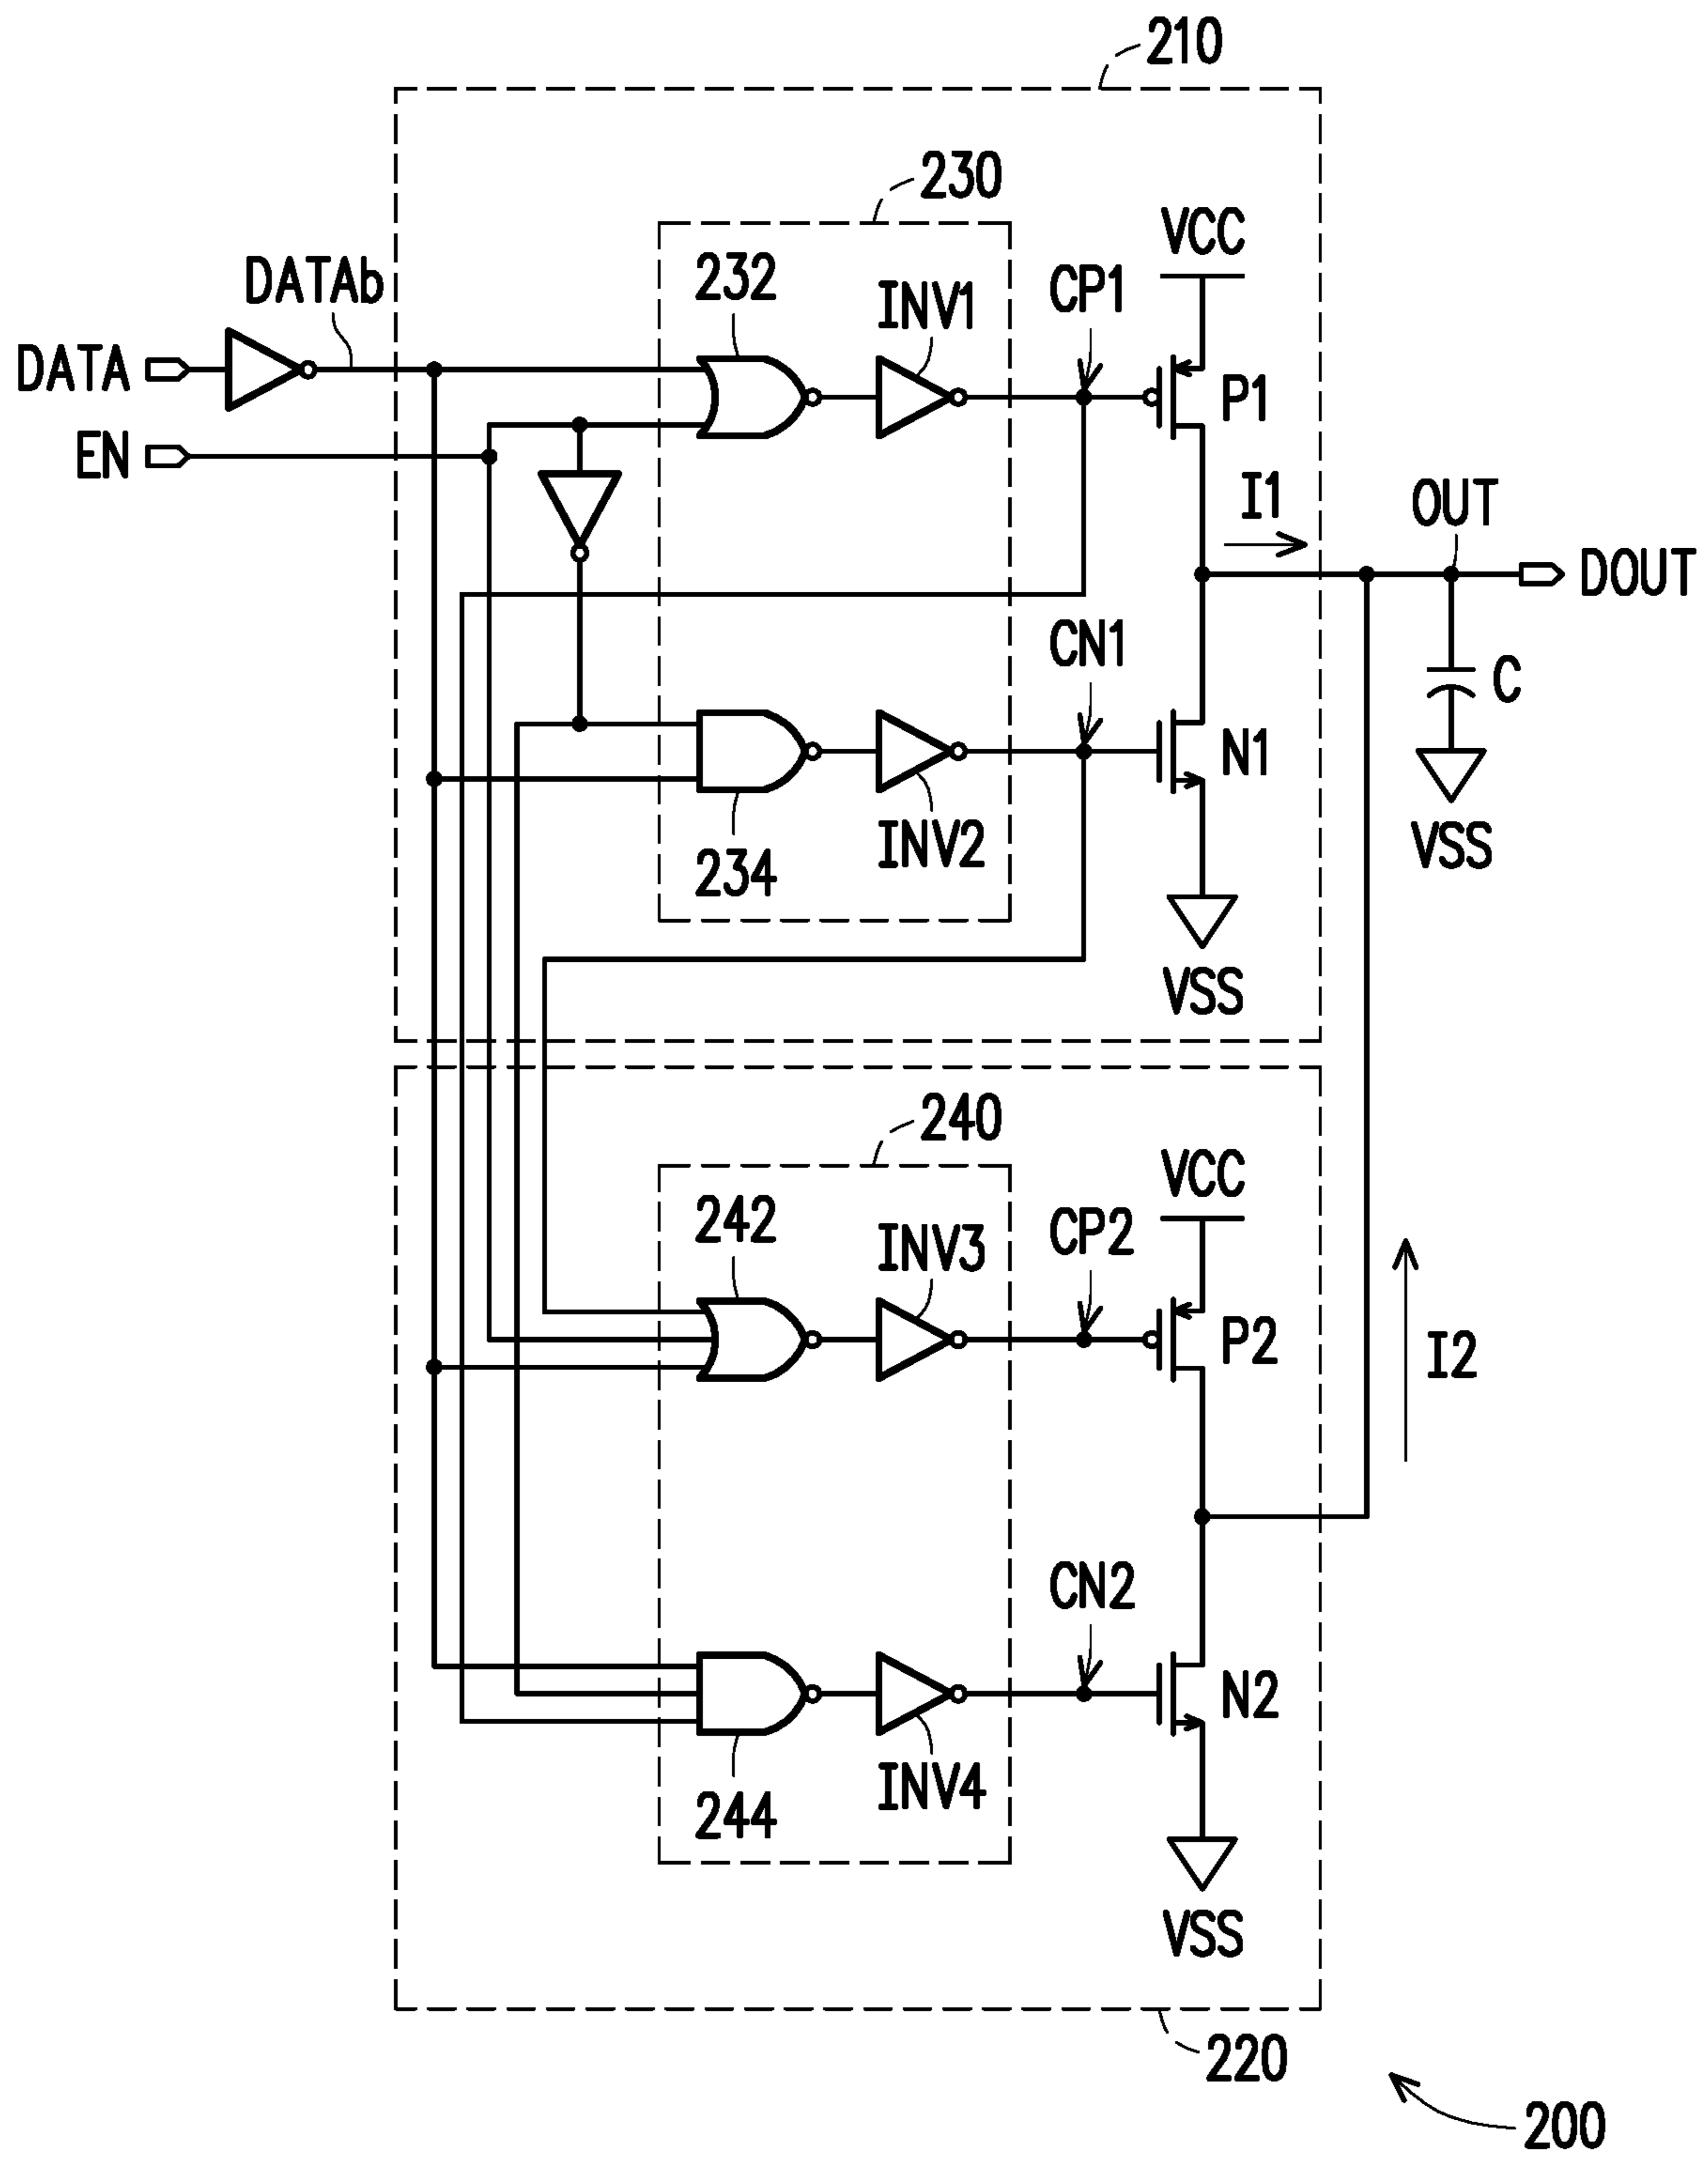 210
230
VCC
DATAb
232
INV1
CP1
DATA
P1
EN
I1
OUT
DOUT
CN1
C
N1
234
INV2
VSS
VSS
240
VCC
242
INV3
CP2
P2
I2
CN2
N2
244
INV4
VSS
220
200